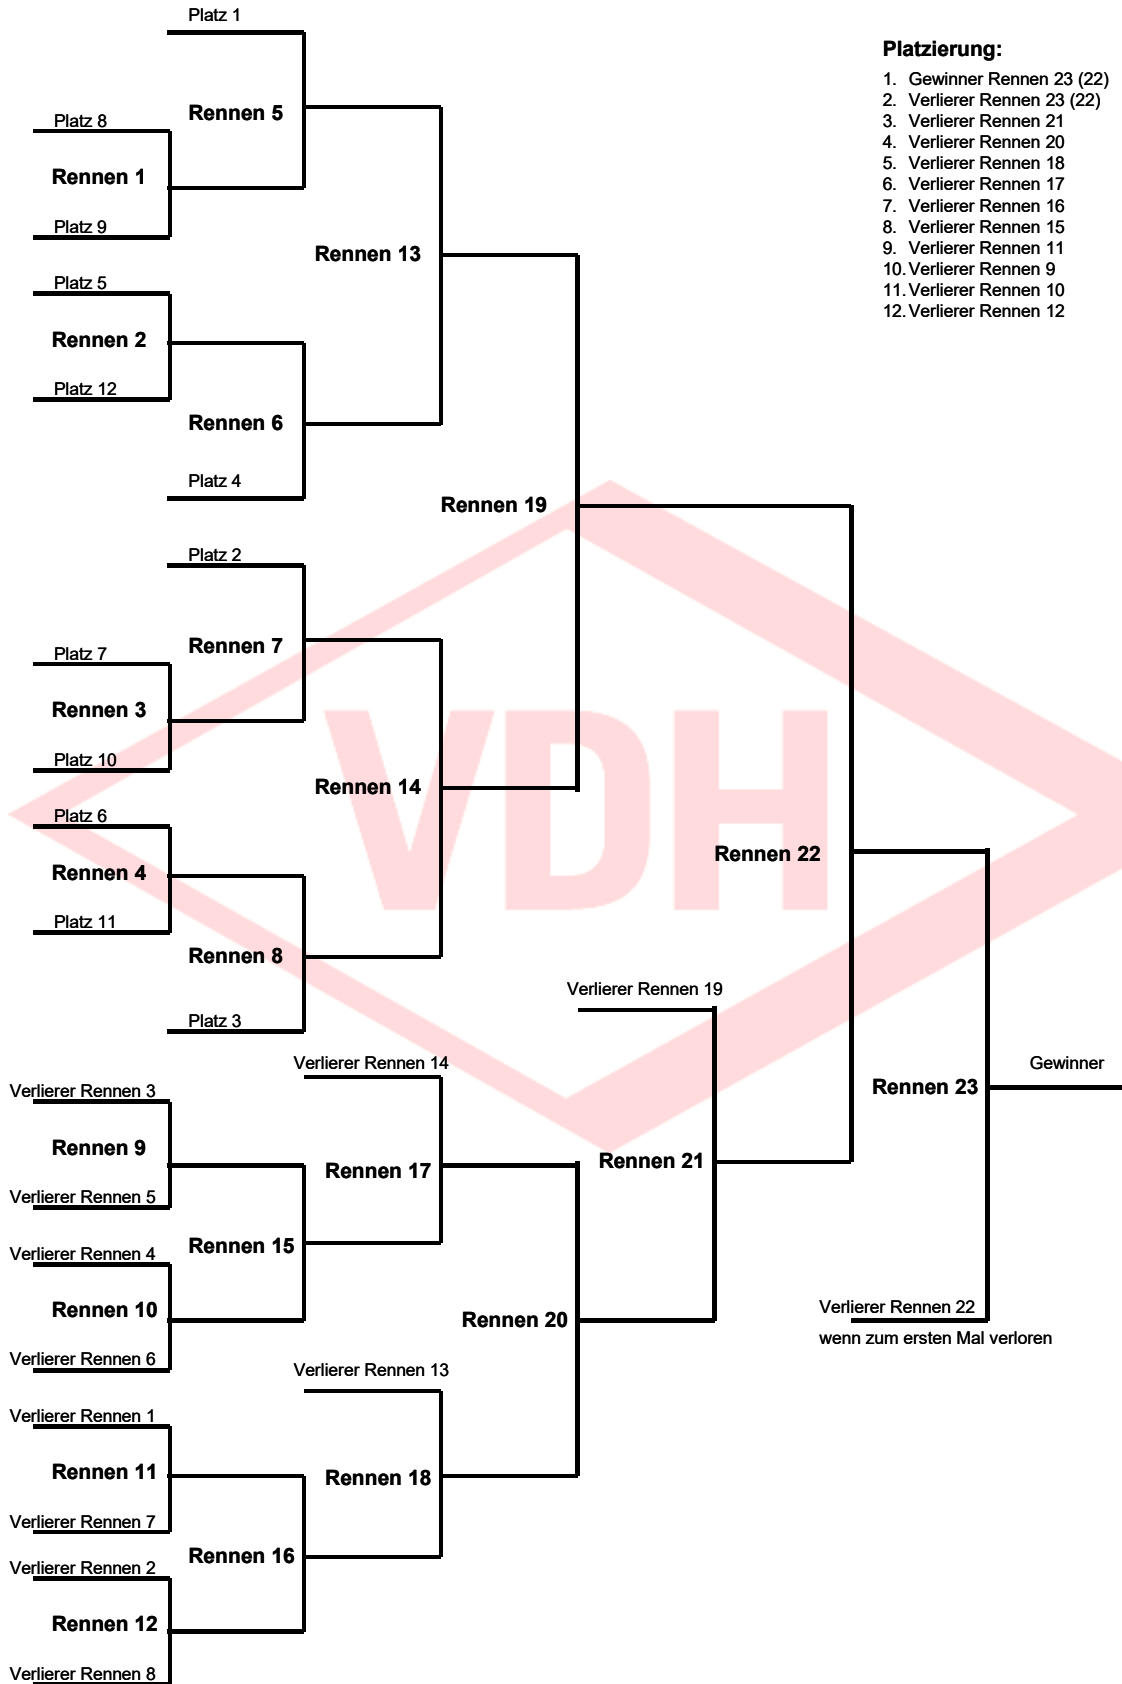 Platz 1
Platzierung:
1. Gewinner Rennen 23 (22)
2. Verlierer Rennen 23 (22)
3. Verlierer Rennen 21
4. Verlierer Rennen 20
5. Verlierer Rennen 18
6. Verlierer Rennen 17
7. Verlierer Rennen 16
8. Verlierer Rennen 15
9. Verlierer Rennen 11
10. Verlierer Rennen 9
11. Verlierer Rennen 10
12. Verlierer Rennen 12
Rennen 5
Platz 8
Rennen 1
Platz 9
Rennen 13
Platz 5
Rennen 2
Platz 12
Rennen 6
Platz 4
Rennen 19
Platz 2
Rennen 7
Platz 7
Rennen 3
Platz 10
Rennen 14
Platz 6
VDH
Rennen 22
Rennen 4
Platz 11
Rennen 8
Verlierer Rennen 19
Platz 3
Verlierer Rennen 14
Gewinner
Verlierer Rennen 3
Rennen 23
Rennen 9
Rennen 21
Rennen 17
Verlierer Rennen 5
Rennen 15
Verlierer Rennen 4
Rennen 10
Verlierer Rennen 22
Rennen 20
wenn zum ersten Mal verloren
Verlierer Rennen 6
Verlierer Rennen 13
Verlierer Rennen 1
Rennen 11
Rennen 18
Verlierer Rennen 7
Rennen 16
Verlierer Rennen 2
Rennen 12
Verlierer Rennen 8